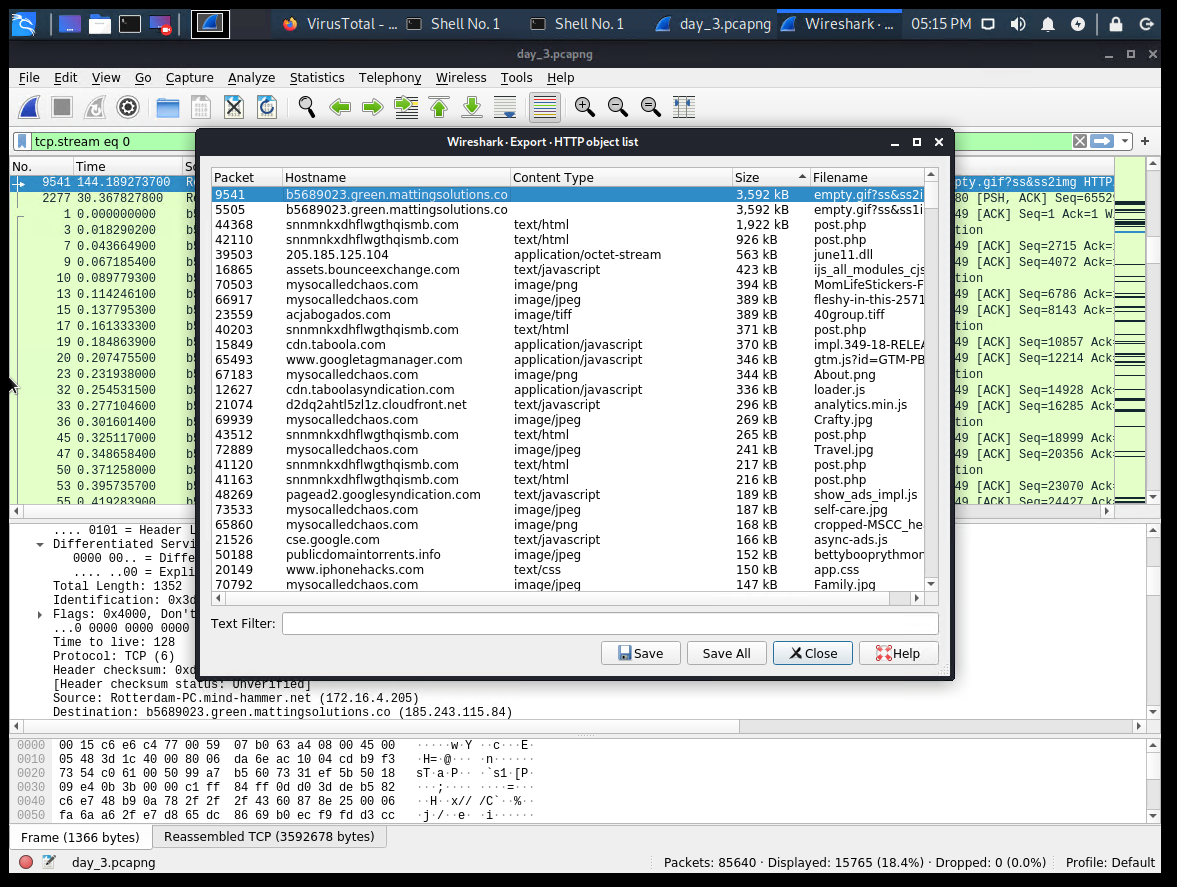 VirusTotal - … Shell No. 1 Shell No. 1 day_3.pcapng Wireshark · … 05:15 PM
day_3.pcapng
File Edit View Go Capture Analyze Statistics Telephony Wireless Tools Help
tcp.stream eq 0
Wireshark · Export · HTTP object list
No. Time
9541 144.189273700
2277 30.367827800
1 0.000000000
3 0.018290200
7 0.043664900
9 0.067185400
10 0.089779300
13 0.114246100
15 0.137795300
17 0.161333300
19 0.184863900
20 0.207475500
23 0.231938000
32 0.254531500
33 0.277104600
36 0.301601400
45 0.325117000
47 0.348658400
50 0.371258000
53 0.395735700
55 0.419283900
Packet Hostname Content Type Size Filename
9541 b5689023.green.mattingsolutions.co 3,592 kB empty.gif?ss&ss2i
5505 b5689023.green.mattingsolutions.co 3,592 kB empty.gif?ss&ss1i
44368 snnmnkxdhflwgthqismb.com text/html 1,922 kB post.php
42110 snnmnkxdhflwgthqismb.com text/html 926 kB post.php
39503 205.185.125.104 application/octet-stream 563 kB june11.dll
16865 assets.bounceexchange.com text/javascript 423 kB ijs_all_modules_cjs
70503 mysocalledchaos.com image/png 394 kB MomLifeStickers-F
66917 mysocalledchaos.com image/jpeg 389 kB fleshy-in-this-2571
23559 acjabogados.com image/tiff 389 kB 40group.tiff
40203 snnmnkxdhflwgthqismb.com text/html 371 kB post.php
15849 cdn.taboola.com application/javascript 370 kB impl.349-18-RELEA
65493 www.googletagmanager.com application/javascript 346 kB gtm.js?id=GTM-PB
67183 mysocalledchaos.com image/png 344 kB About.png
12627 cdn.taboolasyndication.com application/javascript 336 kB loader.js
21074 d2dq2ahtl5zl1z.cloudfront.net text/javascript 296 kB analytics.min.js
69939 mysocalledchaos.com image/jpeg 269 kB Crafty.jpg
43512 snnmnkxdhflwgthqismb.com text/html 265 kB post.php
72889 mysocalledchaos.com image/jpeg 241 kB Travel.jpg
41120 snnmnkxdhflwgthqismb.com text/html 217 kB post.php
41163 snnmnkxdhflwgthqismb.com text/html 216 kB post.php
48269 pagead2.googlesyndication.com text/javascript 189 kB show_ads_impl.js
73533 mysocalledchaos.com image/jpeg 187 kB self-care.jpg
65860 mysocalledchaos.com image/png 168 kB cropped-MSCC_he
21526 cse.google.com text/javascript 166 kB async-ads.js
50188 publicdomaintorrents.info image/jpeg 152 kB bettybooprythmon
20149 www.iphonehacks.com text/css 150 kB app.css
70792 mysocalledchaos.com image/jpeg 147 kB Family.jpg
Text Filter:
Save Save All Close Help
pty.gif?ss&ss2img HTTP
80 [PSH, ACK] Seq=6552
49 [ACK] Seq=1 Ack=1 W
tion
49 [ACK] Seq=2715 Ack=
49 [ACK] Seq=4072 Ack=
tion
49 [ACK] Seq=6786 Ack=
49 [ACK] Seq=8143 Ack=
tion
49 [ACK] Seq=10857 Ack
49 [ACK] Seq=12214 Ack
tion
49 [ACK] Seq=14928 Ack
49 [ACK] Seq=16285 Ack
tion
49 [ACK] Seq=18999 Ack
49 [ACK] Seq=20356 Ack
tion
49 [ACK] Seq=23070 Ack
49 [ACK] Seq=24427 Ack
.... 0101 = Header L
Differentiated Servi
0000 00.. = Diffe
.... ..00 = Expli
Total Length: 1352
Identification: 0x3d
Flags: 0x4000, Don't
...0 0000 0000 0000
Time to live: 128
Protocol: TCP (6)
Header checksum: 0xd
[Header checksum status: Unverified]
Source: Rotterdam-PC.mind-hammer.net (172.16.4.205)
Destination: b5689023.green.mattingsolutions.co (185.243.115.84)
0000 00 15 c6 e6 c4 77 00 59 07 b0 63 a4 08 00 45 00 ·····w·Y ··c···E·
0010 05 48 3d 1c 40 00 80 06 da 6e ac 10 04 cd b9 f3 ·H=·@··· ·n······
0020 73 54 c0 61 00 50 99 a7 b5 60 73 31 ef 5b 50 18 sT·a·P·· ·`s1·[P·
0030 09 e4 0b 3b 00 00 c1 ff 84 ff 0d d0 3d de b5 82 ···;···· ····=···
0040 c6 e7 48 b9 0a 78 2f 2f 2f 43 60 87 8e 25 00 06 ··H··x// /C`··%··
0050 fa 6a a6 2f e7 d8 65 dc 86 69 b0 ec f9 fd d3 cc ·j·/··e· ·i······
Frame (1366 bytes) Reassembled TCP (3592678 bytes)
day_3.pcapng Packets: 85640 · Displayed: 15765 (18.4%) · Dropped: 0 (0.0%) Profile: Default